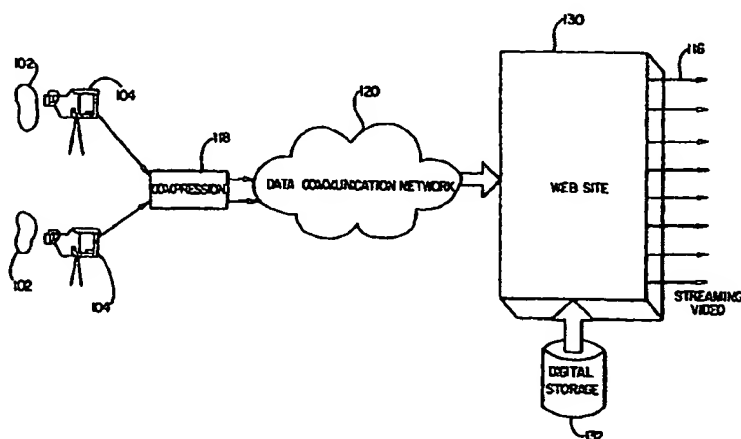 130
116
102
104
120
118
COMPRESSION
DATA COMMUNICATION NETWORK
WEB SITE
102
104
STREAMING
VIDEO
DIGITAL
STORAGE
132